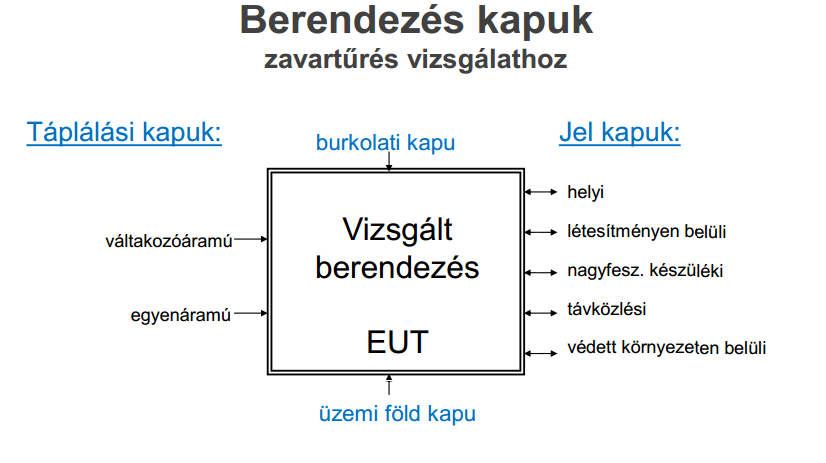 Berendezés kapuk
zavartűrés vizsgálathoz
Táplálási kapuk:
burkolati kapu
Jel kapuk:
váltakozóáramú
egyenáramú
Vizsgált
berendezés
EUT
helyi
létesítményen belüli
nagyfesz. készüléki
távközlési
védett környezeten belüli
üzemi föld kapu